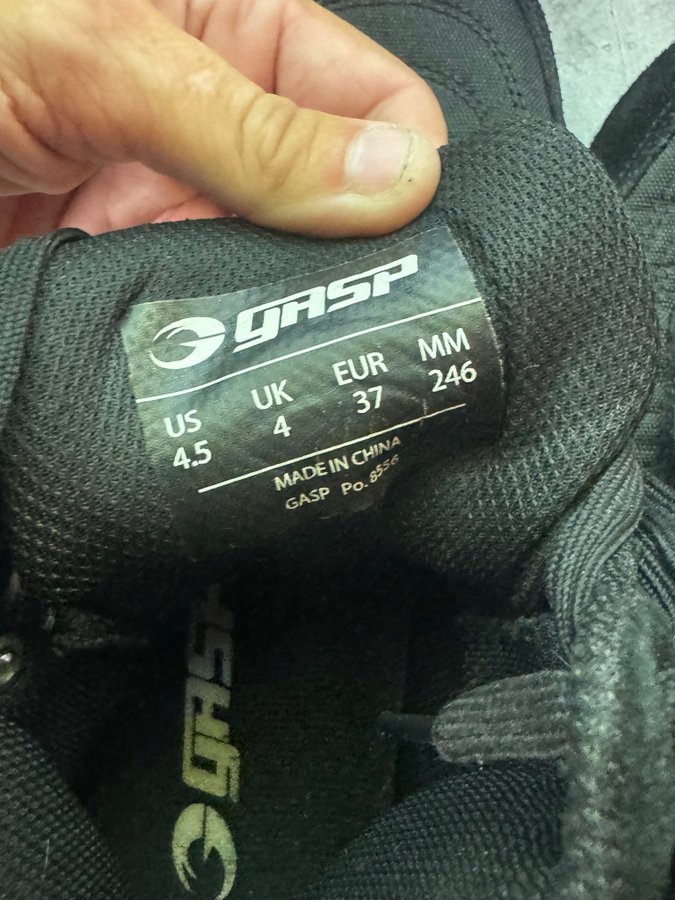 GASP
US UK EUR MM
4.5 4 37 246
MADE IN CHINA
GASP Po. 8556
GASP